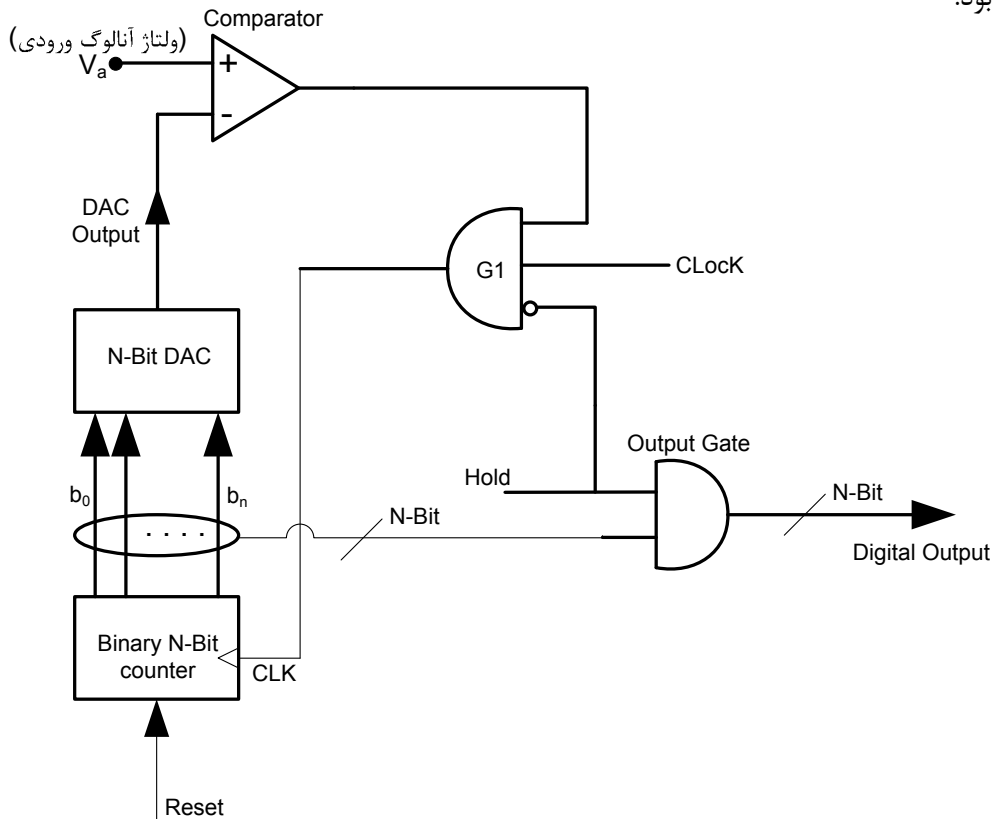 بود.
Comparator
(ولتاژ آنالوگ ورودی)
Va
+
-
DAC
Output
G1
CLocK
N-Bit DAC
Output Gate
Hold
b0
bn
N-Bit
N-Bit
. . . .
Digital Output
Binary N-Bit
counter
CLK
Reset